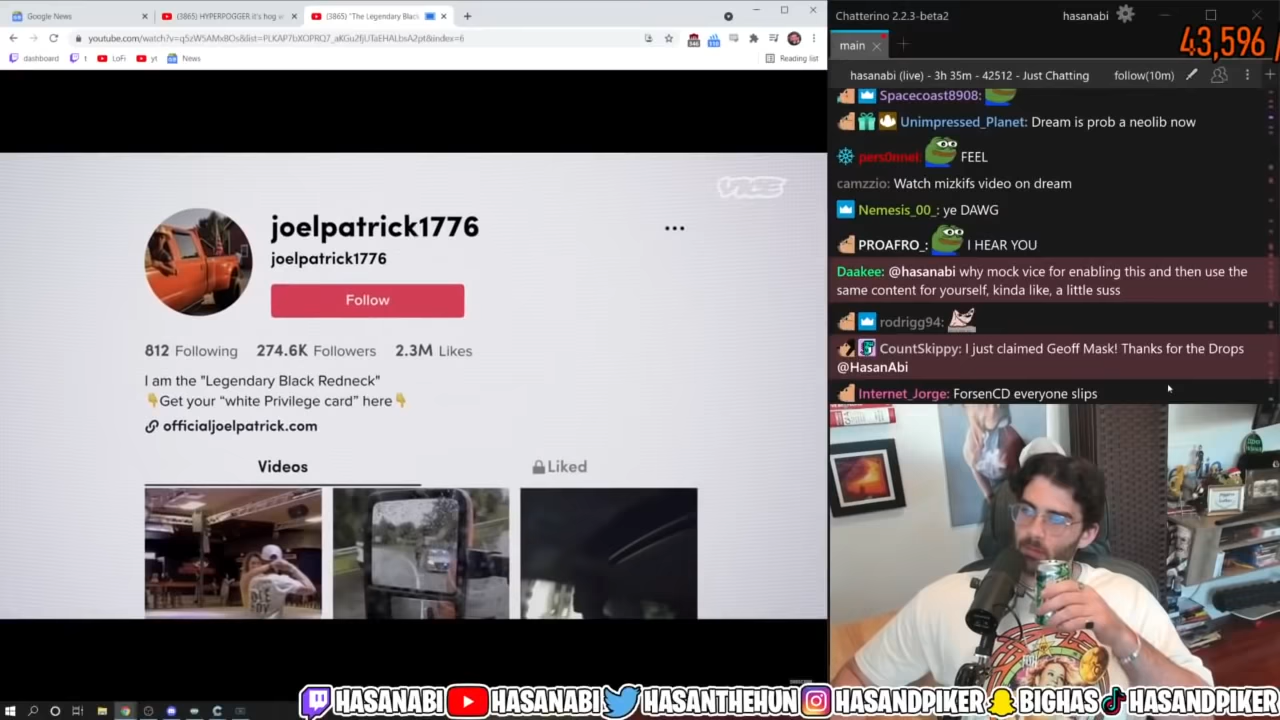 Google News
(3865) HYPERPOGGER it's hog
(3865) "The Legendary Black
youtube.com/watch?v=qSzW5AMxBOs&list=PLKAP7bXOPRQ7_aKGu2fjUTaEHALbsA2pt&index=6
dashboard
1
LoFi
yt
News
Reading list
VICE
joelpatrick1776
joelpatrick1776
Follow
812 Following 274.6K Followers 2.3M Likes
I am the "Legendary Black Redneck"
👇Get your “white Privilege card” here👇
officialjoelpatrick.com
Videos
Liked
Chatterino 2.2.3-beta2
hasanabi
43,596 /
main
hasanabi (live) - 3h 35m - 42512 - Just Chatting
follow(10m)
Spacecoast8908:
Unimpressed_Planet: Dream is prob a neolib now
pers0nnel: FEEL
camzzio: Watch mizkifs video on dream
Nemesis_00_: ye DAWG
PROAFRO_: I HEAR YOU
Daakee: @hasanabi why mock vice for enabling this and then use the
same content for yourself, kinda like, a little suss
rodrigg94:
CountSkippy: I just claimed Geoff Mask! Thanks for the Drops
@HasanAbi
Internet_Jorge: ForsenCD everyone slips
HASANABI HASANABI HASANTHEHUN HASANDPIKER BIGHAS HASANDPIKER